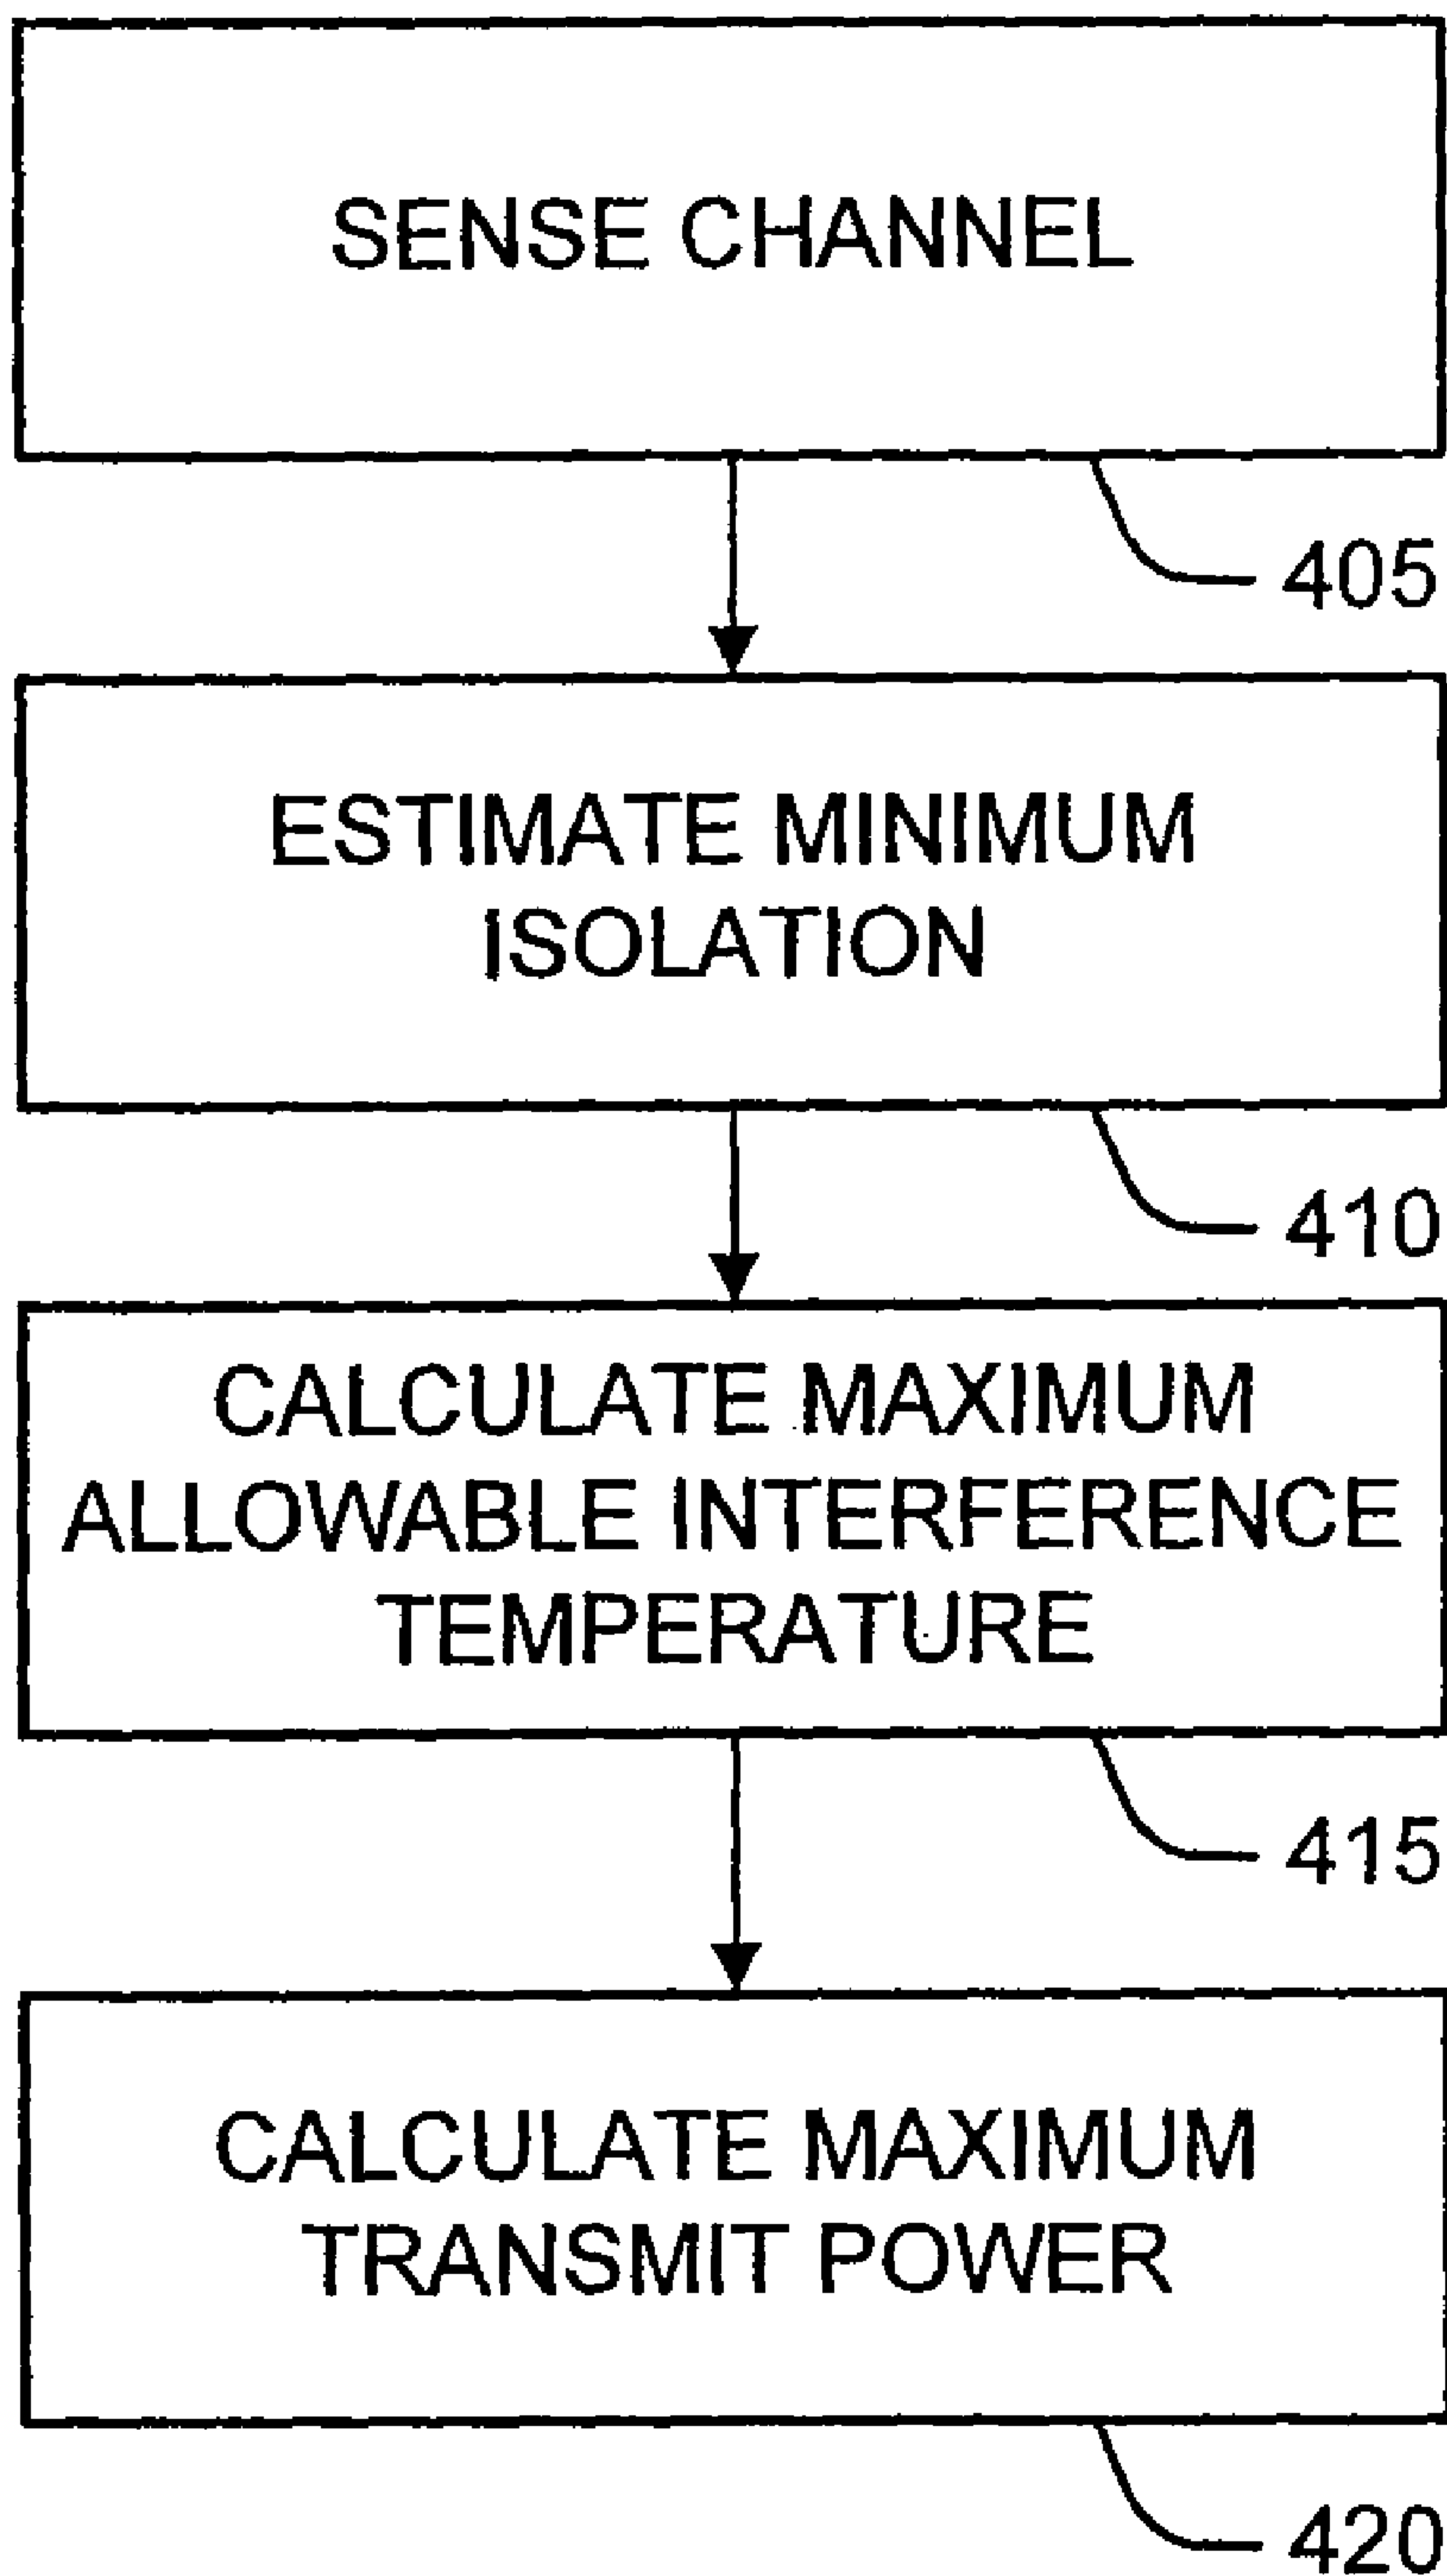 SENSE CHANNEL
405
ESTIMATE MINIMUM
ISOLATION
410
CALCULATE MAXIMUM
ALLOWABLE INTERFERENCE
TEMPERATURE
415
CALCULATE MAXIMUM
TRANSMIT POWER
420